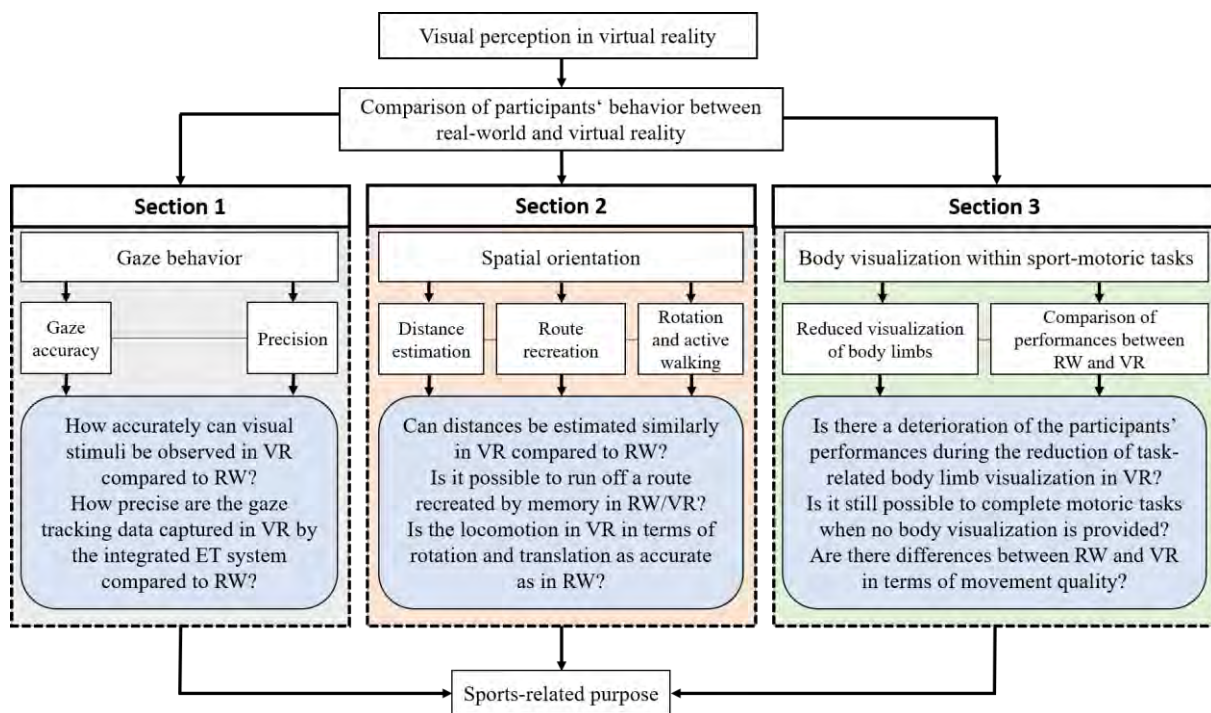 Visual perception in virtual reality
Comparison of participants‘ behavior between
real-world and virtual reality
Section 1
Gaze behavior
Gaze
accuracy
Precision
How accurately can visual
stimuli be observed in VR
compared to RW?
How precise are the gaze
tracking data captured in VR by
the integrated ET system
compared to RW?
Section 2
Spatial orientation
Distance
estimation
Route
recreation
Rotation
and active
walking
Can distances be estimated similarly
in VR compared to RW?
Is it possible to run off a route
recreated by memory in RW/VR?
Is the locomotion in VR in terms of
rotation and translation as accurate
as in RW?
Section 3
Body visualization within sport-motoric tasks
Reduced visualization
of body limbs
Comparison of
performances between
RW and VR
Is there a deterioration of the participants’
performances during the reduction of task-
related body limb visualization in VR?
Is it still possible to complete motoric tasks
when no body visualization is provided?
Are there differences between RW and VR
in terms of movement quality?
Sports-related purpose